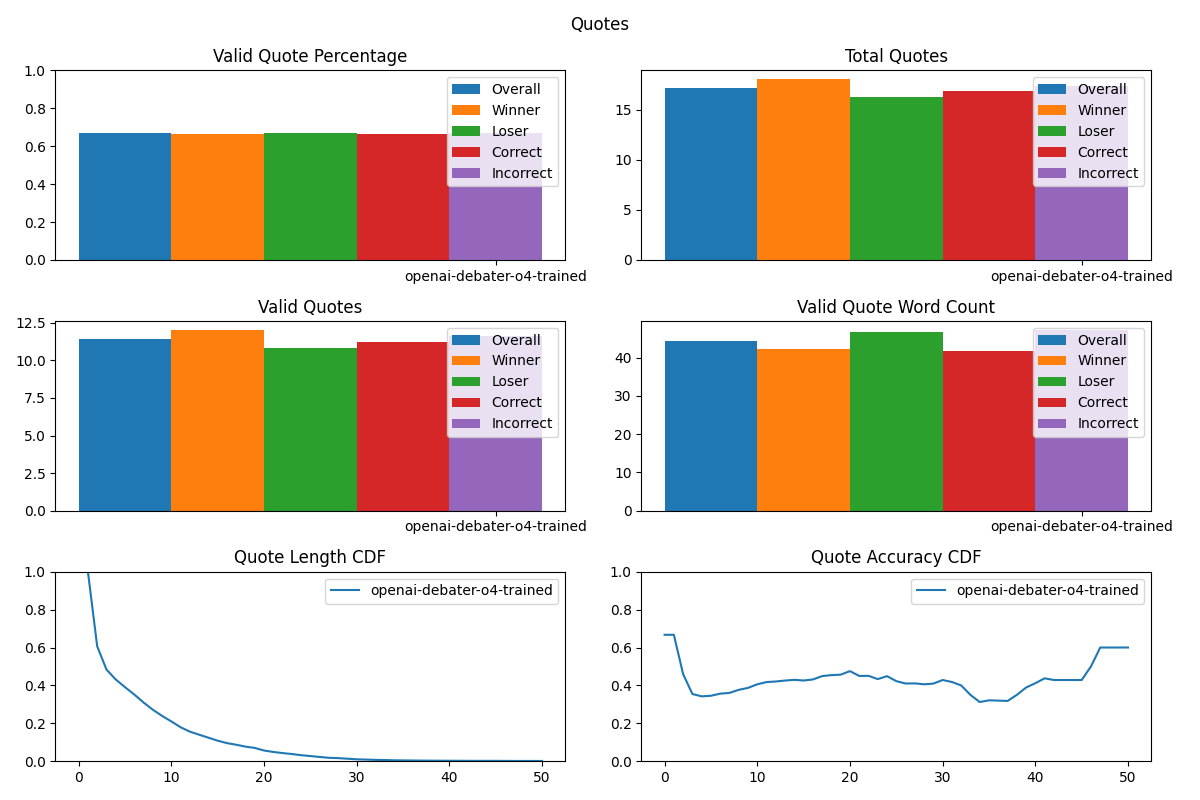 Quotes
Valid Quote Percentage
1.0
0.8
0.6
0.4
0.2
0.0
Overall
Winner
Loser
Correct
Incorrect
openai-debater-o4-trained
Total Quotes
15
10
5
0
Overall
Winner
Loser
Correct
Incorrect
openai-debater-o4-trained
Valid Quotes
12.5
10.0
7.5
5.0
2.5
0.0
Overall
Winner
Loser
Correct
Incorrect
openai-debater-o4-trained
Valid Quote Word Count
40
30
20
10
0
Overall
Winner
Loser
Correct
Incorrect
openai-debater-o4-trained
Quote Length CDF
1.0
0.8
0.6
0.4
0.2
0.0
openai-debater-o4-trained
0 10 20 30 40 50
Quote Accuracy CDF
1.0
0.8
0.6
0.4
0.2
0.0
openai-debater-o4-trained
0 10 20 30 40 50